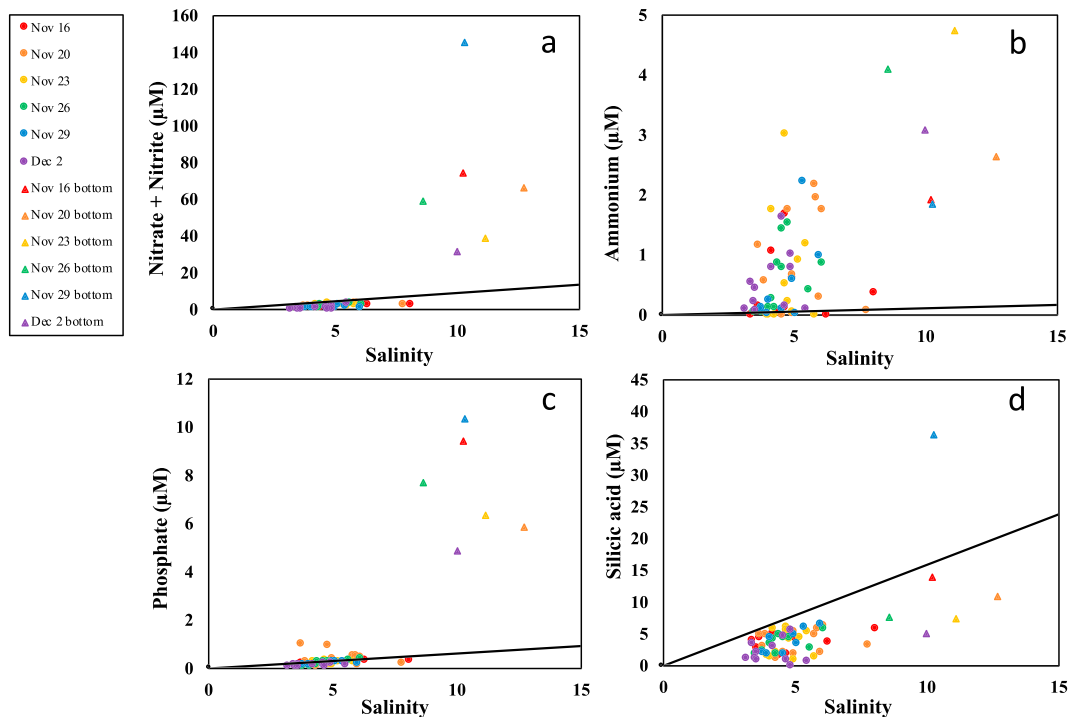 Nov 16
Nov 20
Nov 23
Nov 26
Nov 29
Dec 2
Nov 16 bottom
Nov 20 bottom
Nov 23 bottom
Nov 26 bottom
Nov 29 bottom
Dec 2 bottom
a
Nitrate + Nitrite (μM)
160
140
120
100
80
60
40
20
0
0 5 10 15
Salinity
b
Ammonium (μM)
5
4
3
2
1
0
0 5 10 15
Salinity
c
Phosphate (μM)
12
10
8
6
4
2
0
0 5 10 15
Salinity
d
Silicic acid (μM)
45
40
35
30
25
20
15
10
5
0
0 5 10 15
Salinity